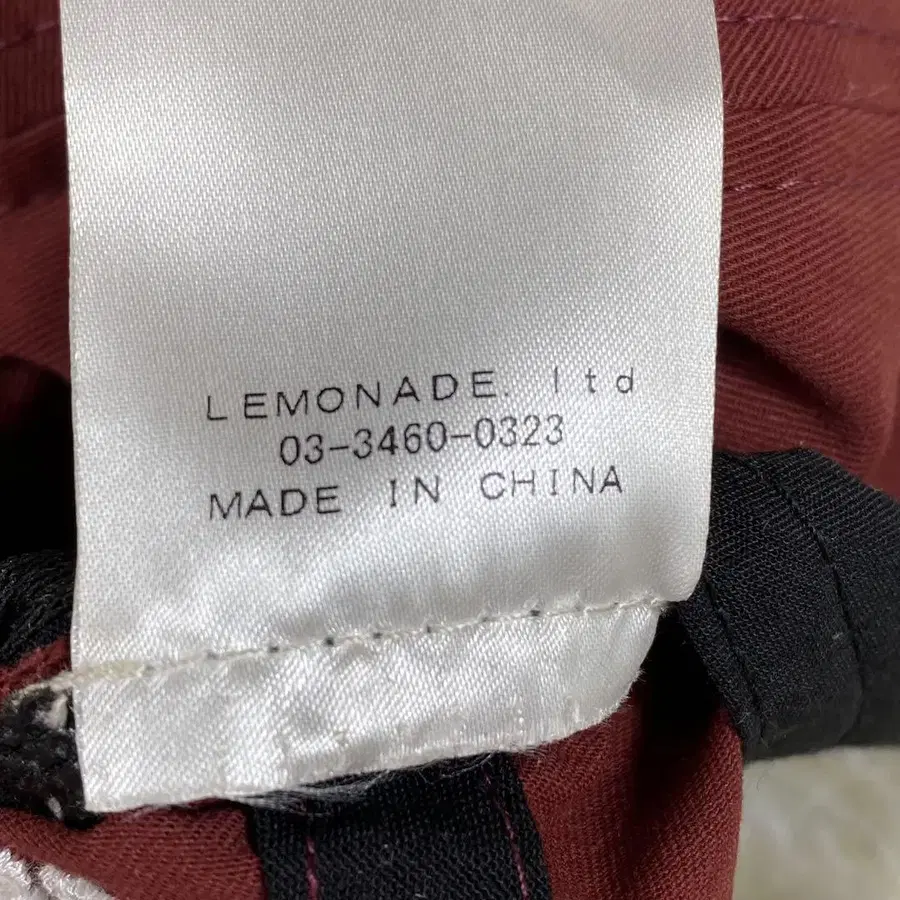 LEMONADE. ltd
03-3460-0323
MADE IN CHINA